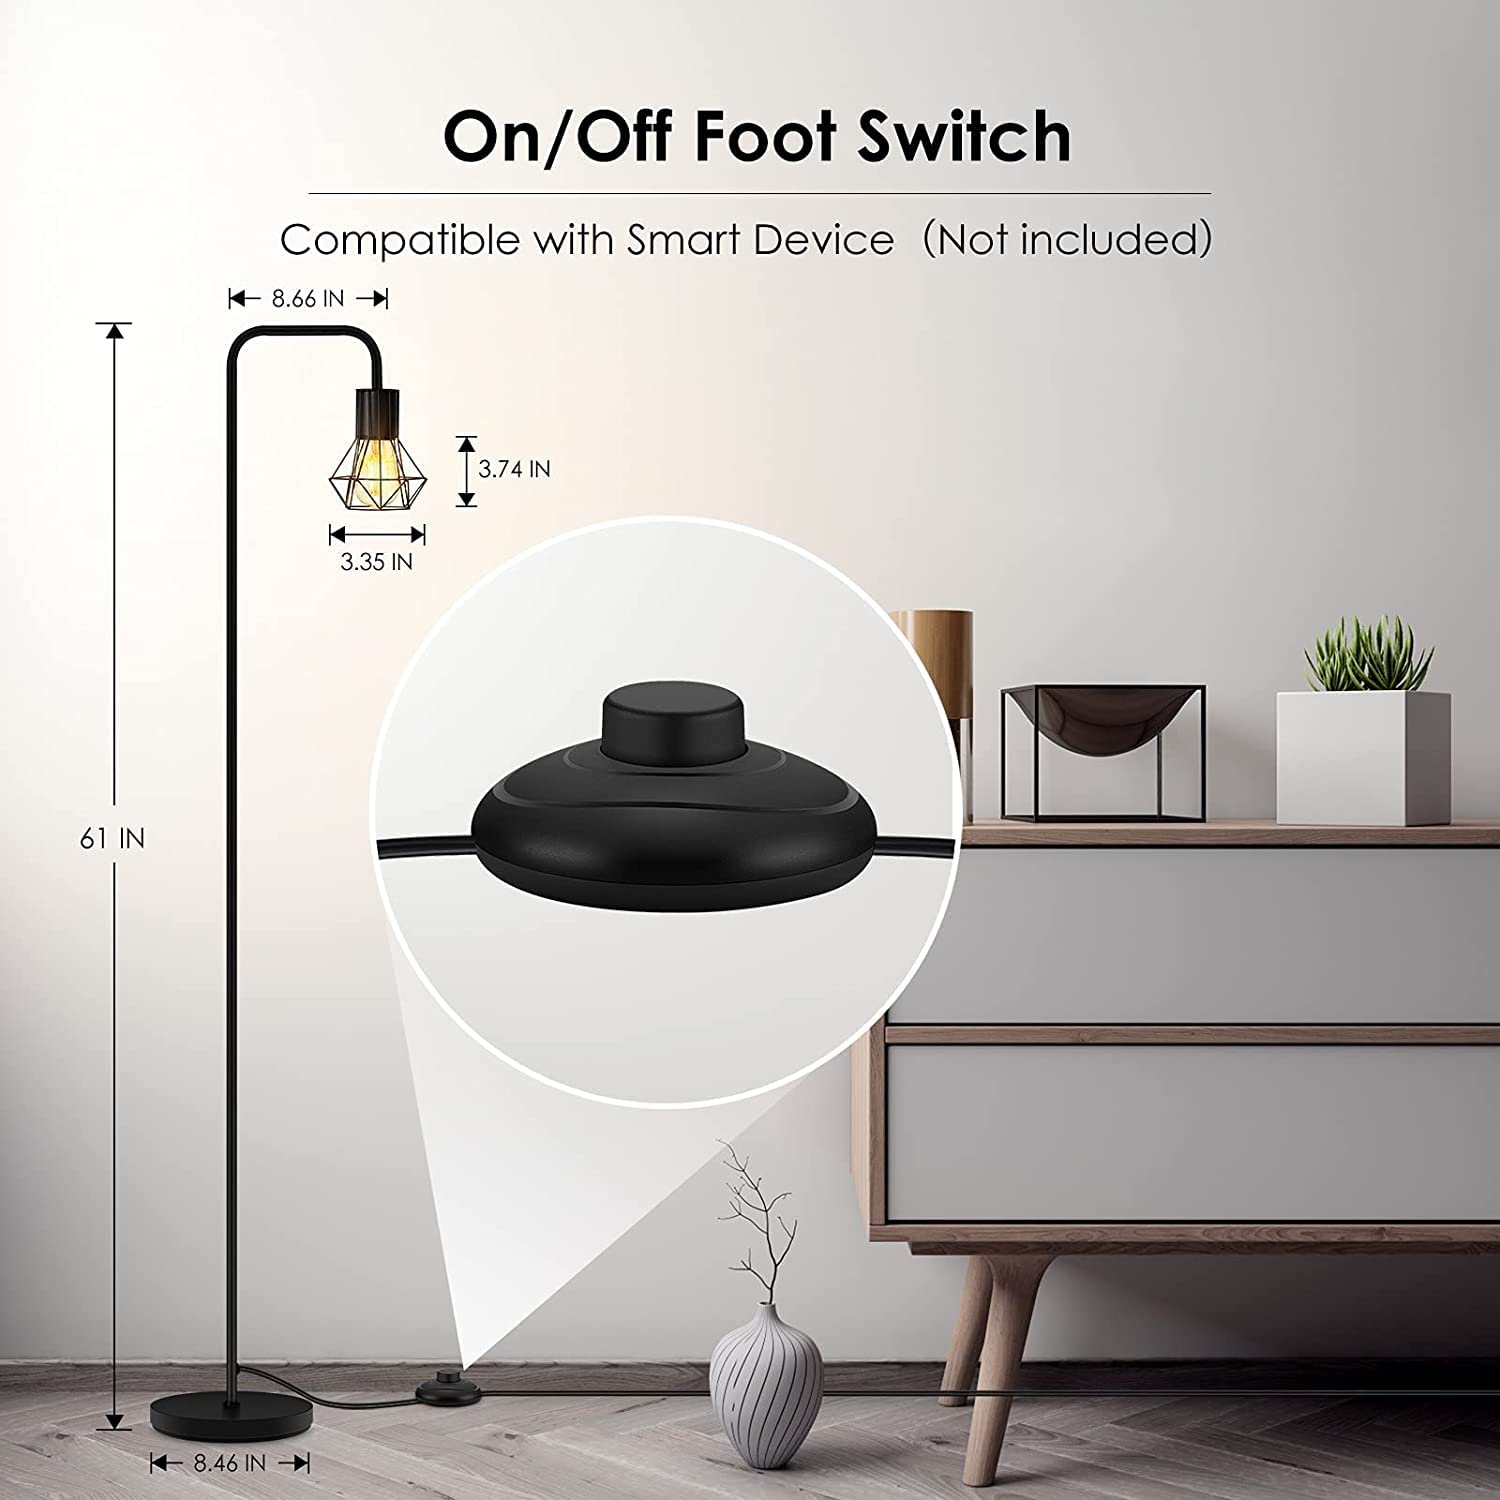 On/Off Foot Switch
Compatible with Smart Device (Not included)
8.66 IN
3.74 IN
3.35 IN
61 IN
8.46 IN